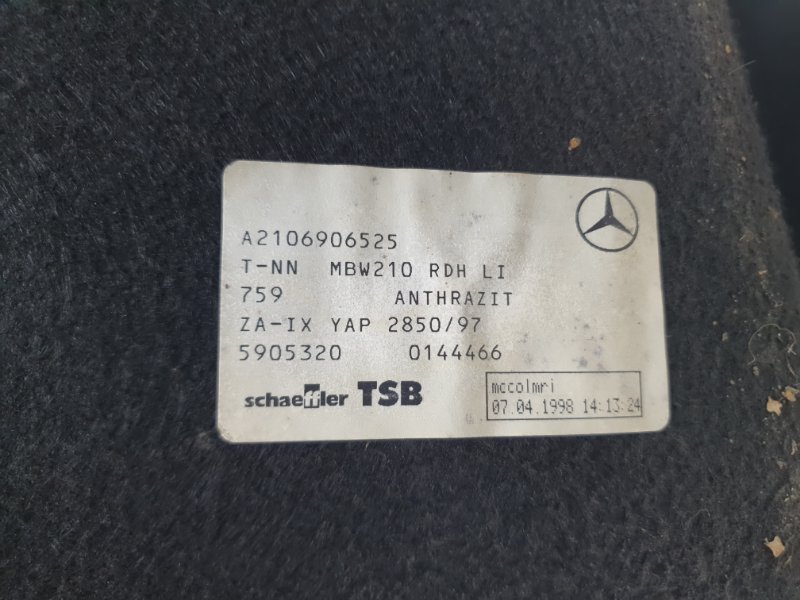 A2106906525
T-NN MBW210 RDH LI
759 ANTHRAZIT
ZA-IX YAP 2850/97
5905320 0144466
schaeffler TSB
mccolmri
07.04.1998 14:13:24